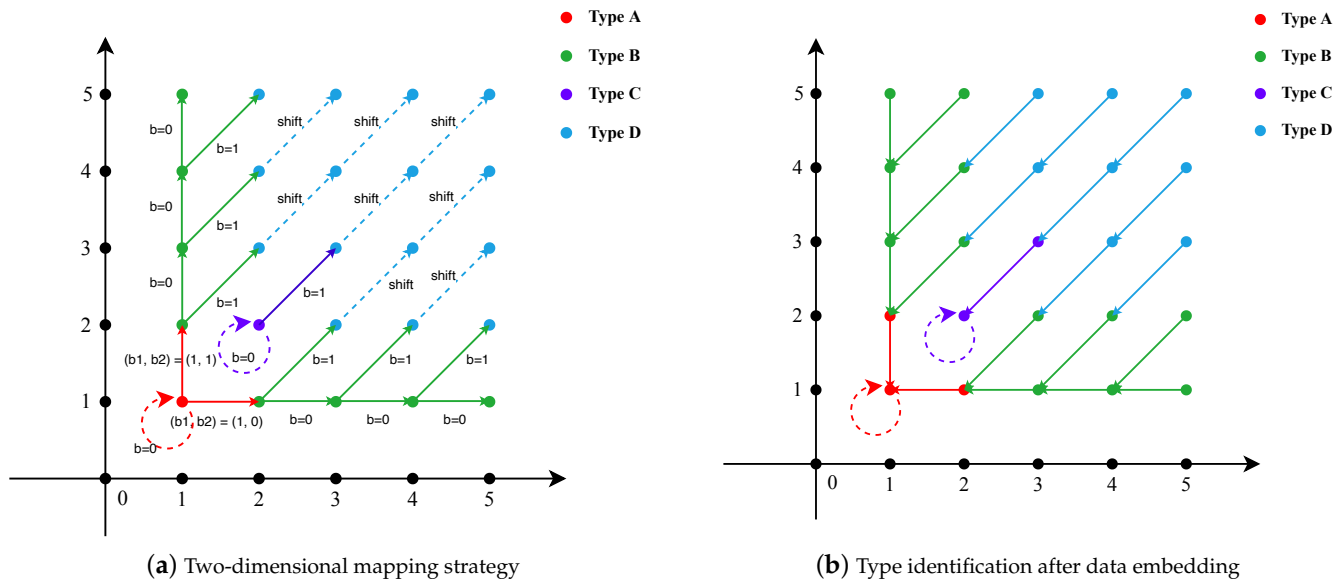 Type A
Type B
Type C
Type D
5
b=0
b=1
shift
shift
shift
4
b=0
b=1
shift
shift
shift
3
b=0
b=1
b=1
shift
shift
2
(b1, b2) = (1, 1)
b=0
b=1
b=1
b=1
1
(b1, b2) = (1, 0)
b=0
b=0
b=0
b=0
0
1
2
3
4
5
(a) Two-dimensional mapping strategy
Type A
Type B
Type C
Type D
5
4
3
2
1
0
1
2
3
4
5
(b) Type identification after data embedding